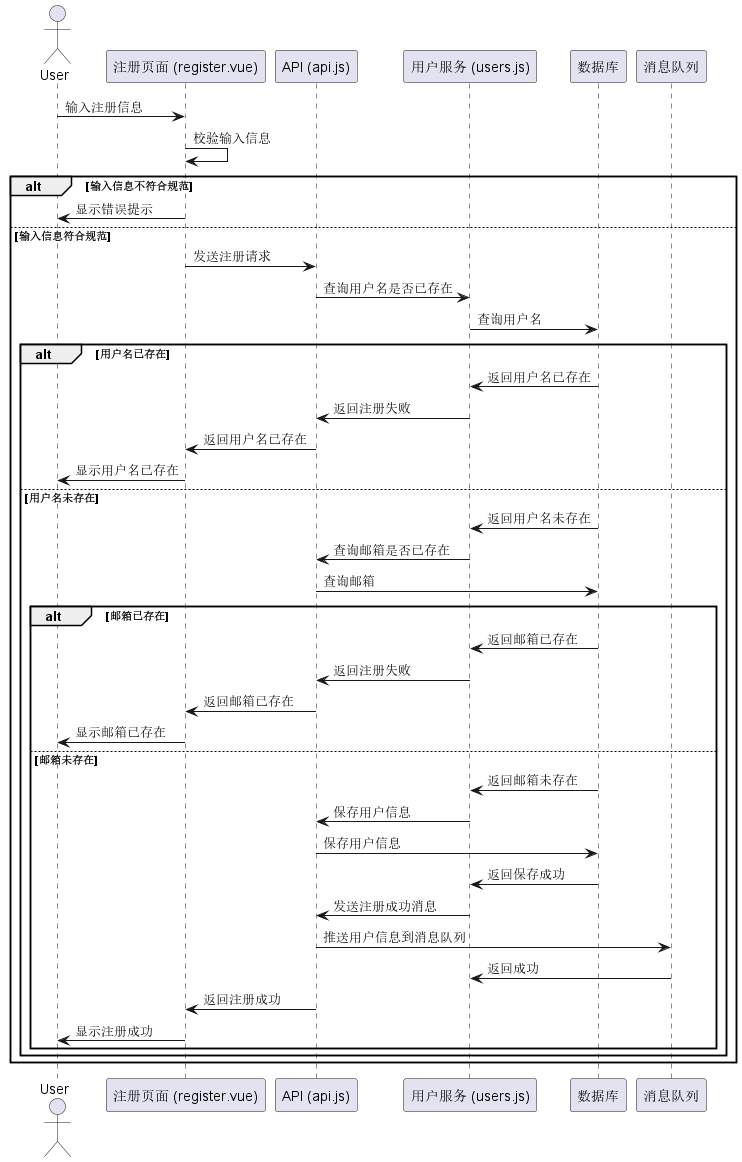 User
注册页面 (register.vue)
API (api.js)
用户服务 (users.js)
数据库
消息队列
输入注册信息
校验输入信息
alt
[输入信息不符合规范]
显示错误提示
[输入信息符合规范]
发送注册请求
查询用户名是否已存在
查询用户名
alt
[用户名已存在]
返回用户名已存在
返回注册失败
返回用户名已存在
显示用户名已存在
[用户名未存在]
返回用户名未存在
查询邮箱是否已存在
查询邮箱
alt
[邮箱已存在]
返回邮箱已存在
返回注册失败
返回邮箱已存在
显示邮箱已存在
[邮箱未存在]
返回邮箱未存在
保存用户信息
保存用户信息
返回保存成功
发送注册成功消息
推送用户信息到消息队列
返回成功
返回注册成功
显示注册成功
User
注册页面 (register.vue)
API (api.js)
用户服务 (users.js)
数据库
消息队列